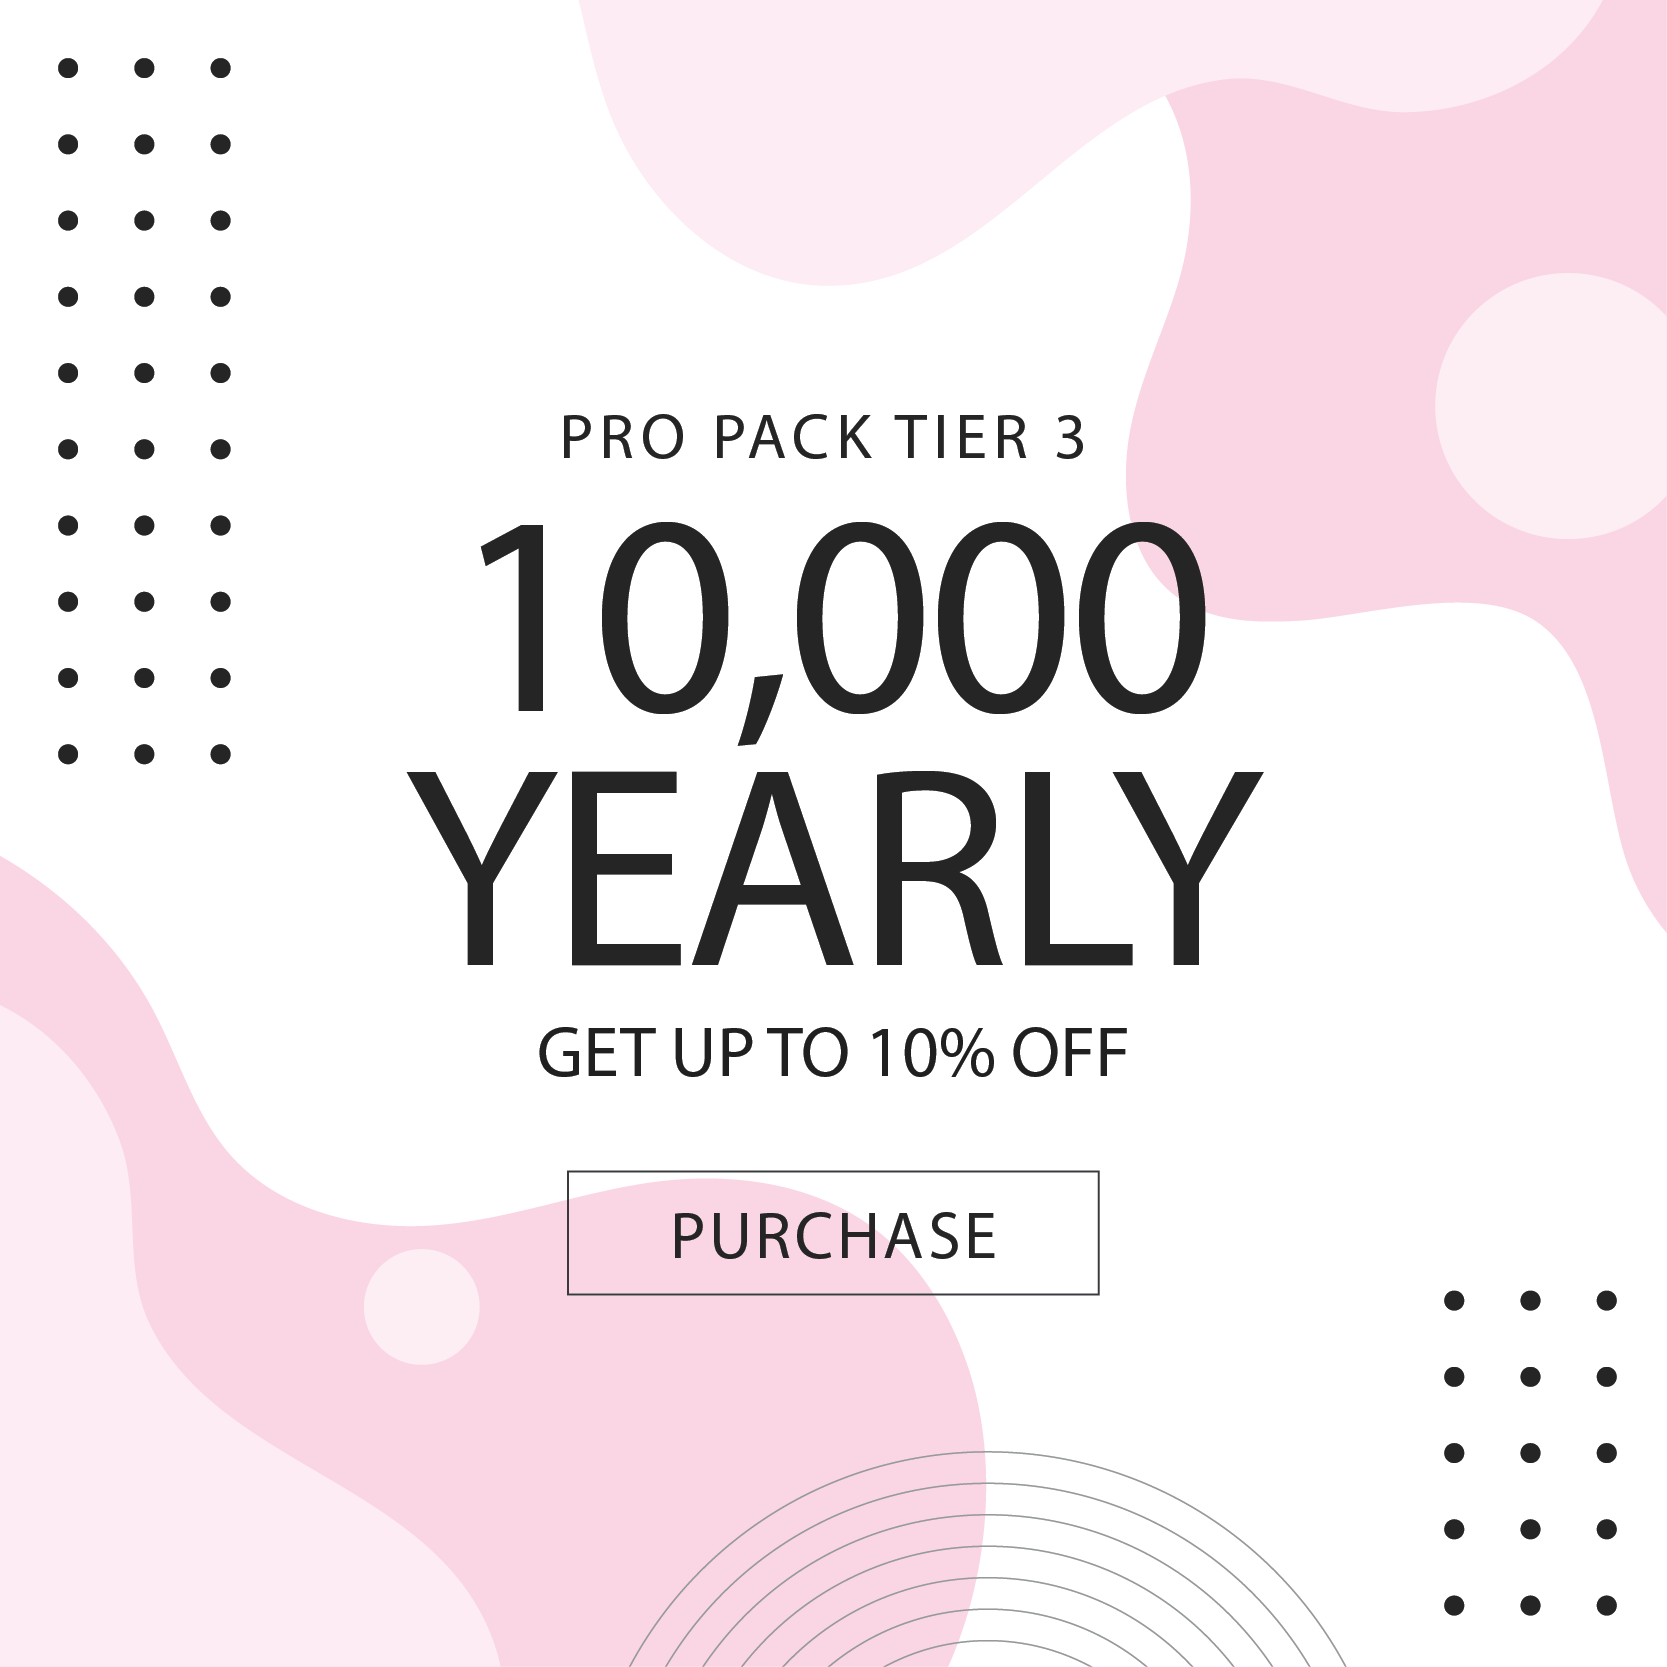 PRO PACK TIER 3
10,000
YEARLY
GET UP TO 10% OFF
PURCHASE